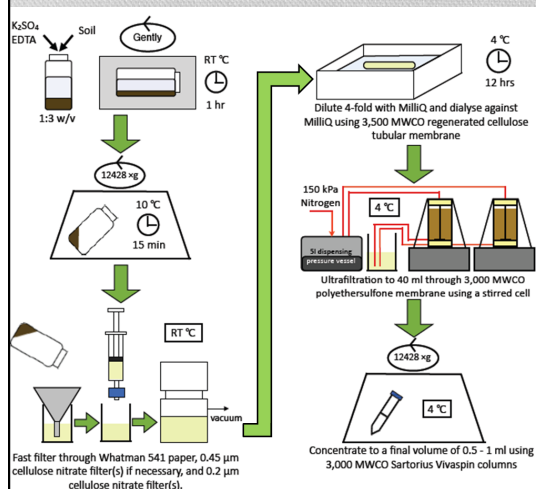 K₂SO₄
EDTA
Soil
1:3 w/v
Gently
RT °C
1 hr
12428 ×g
10 °C
15 min
RT °C
vacuum
Fast filter through Whatman 541 paper, 0.45 µm
cellulose nitrate filter(s) if necessary, and 0.2 µm
cellulose nitrate filter(s).
4 °C
12 hrs
Dilute 4-fold with MilliQ and dialyse against
MilliQ using 3,500 MWCO regenerated cellulose
tubular membrane
150 kPa
Nitrogen
4 °C
5l dispensing
pressure vessel
Ultrafiltration to 40 ml through 3,000 MWCO
polyethersulfone membrane using a stirred cell
12428 ×g
4 °C
Concentrate to a final volume of 0.5 - 1 ml using
3,000 MWCO Sartorius Vivaspin columns